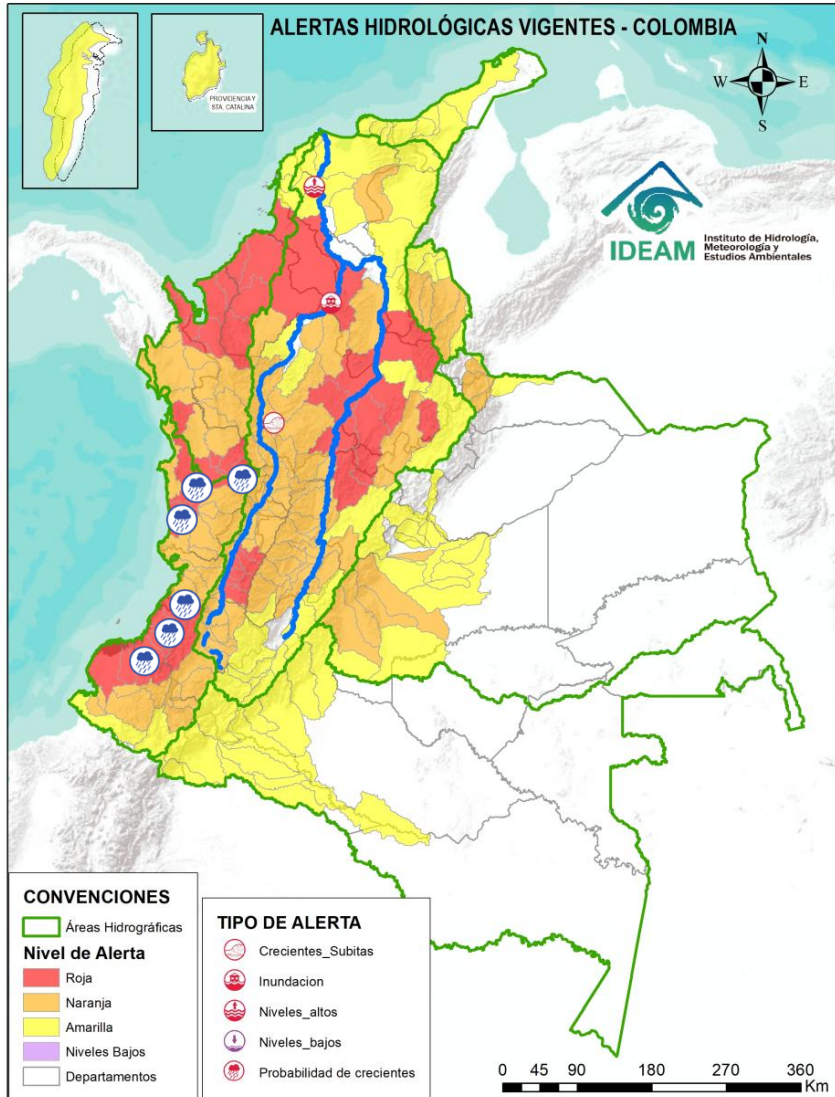 ALERTAS HIDROLÓGICAS VIGENTES - COLOMBIA
PROVIDENCIA Y
STA. CATALINA
N
W
E
S
IDEAM
Instituto de Hidrología,
Meteorología y
Estudios Ambientales
CONVENCIONES
Áreas Hidrográficas
Nivel de Alerta
Roja
Naranja
Amarilla
Niveles Bajos
Departamentos
TIPO DE ALERTA
Crecientes_Subitas
Inundacion
Niveles_altos
Niveles_bajos
Probabilidad de crecientes
0 45 90 180 270 360
Km